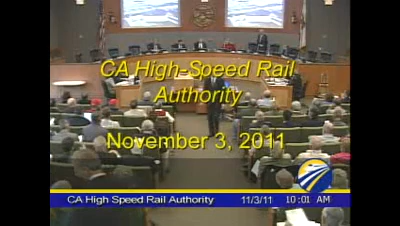 CA High-Speed Rail
Authority
November 3, 2011
CA High Speed Rail Authority 11/3/11 10:01 AM